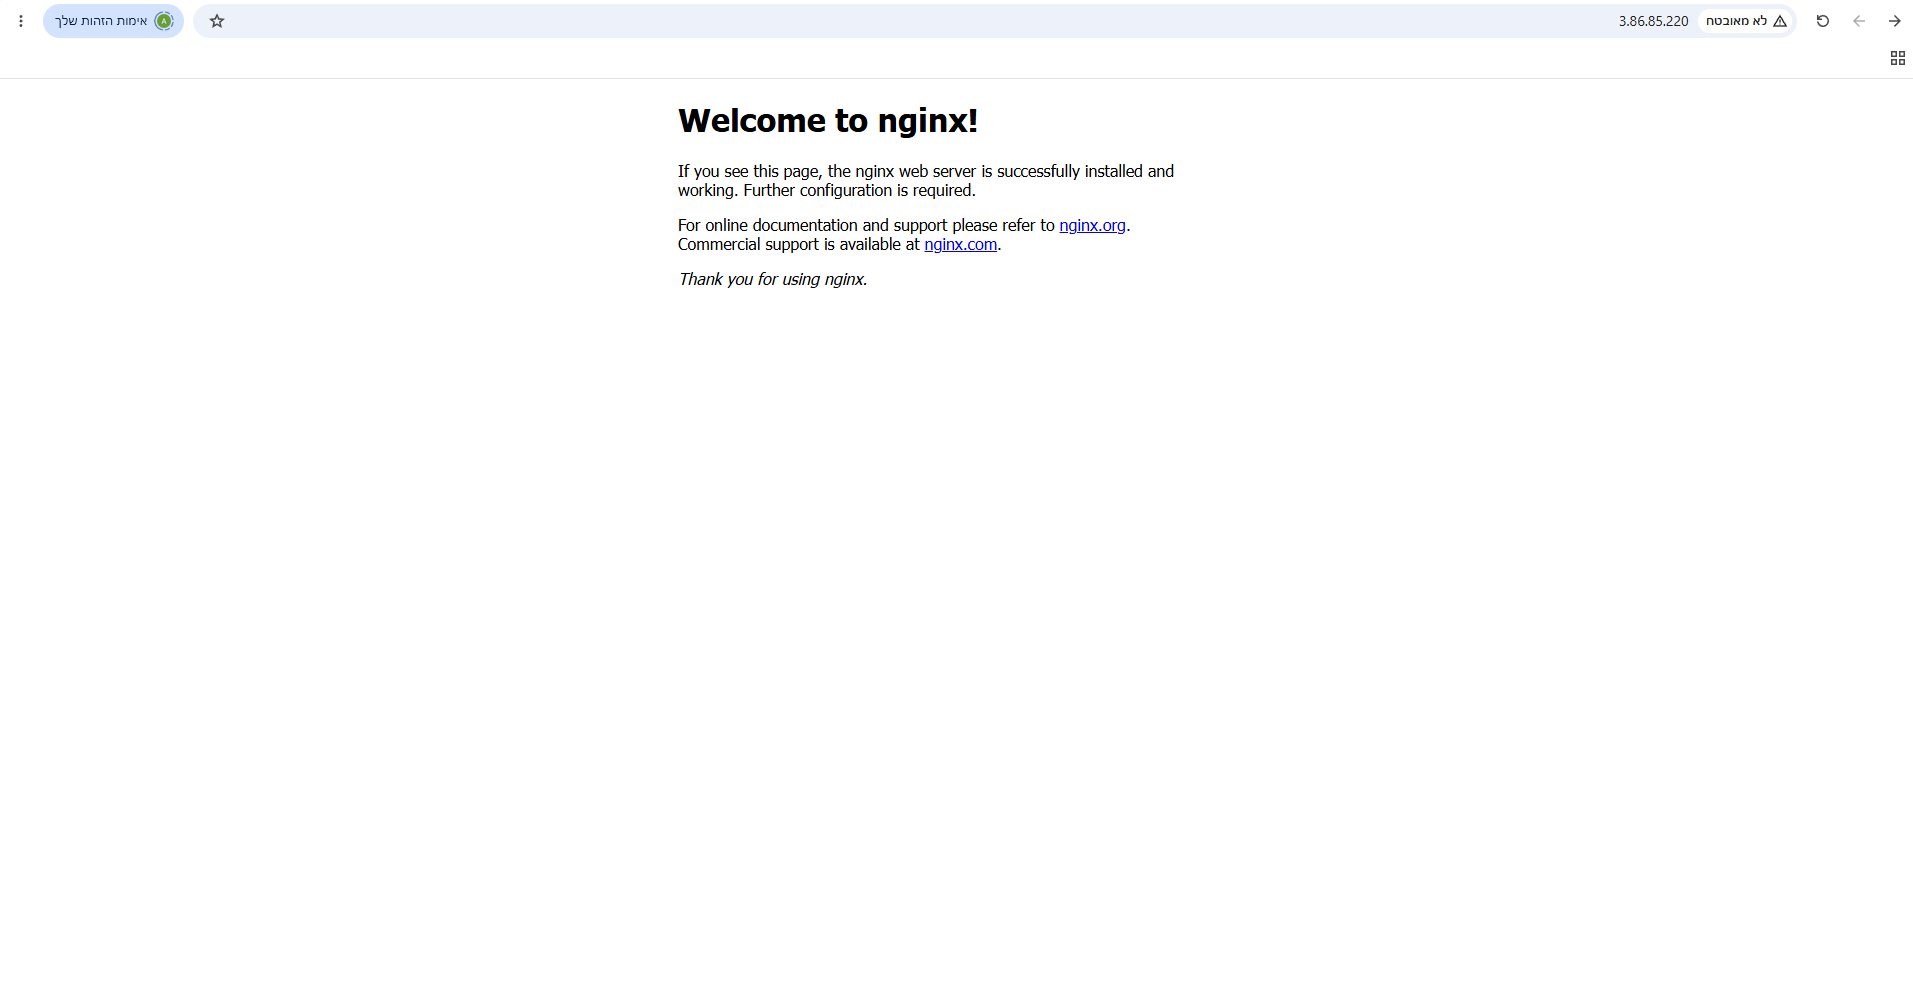 אימות הזהות שלך
A
3.86.85.220
לא מאובטח
Welcome to nginx!
If you see this page, the nginx web server is successfully installed and
working. Further configuration is required.
For online documentation and support please refer to nginx.org.
Commercial support is available at nginx.com.
Thank you for using nginx.